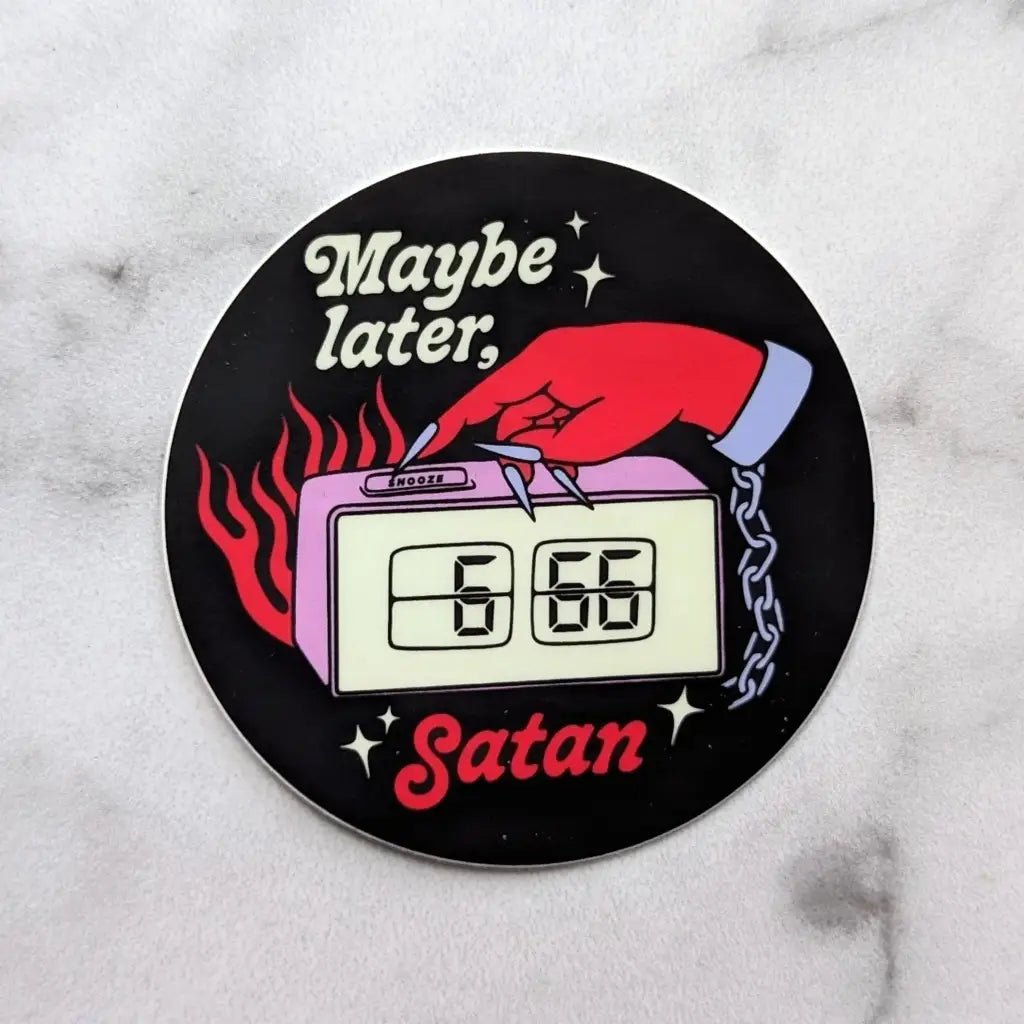 Maybe
later,
SNOOZE
6 66
Satan